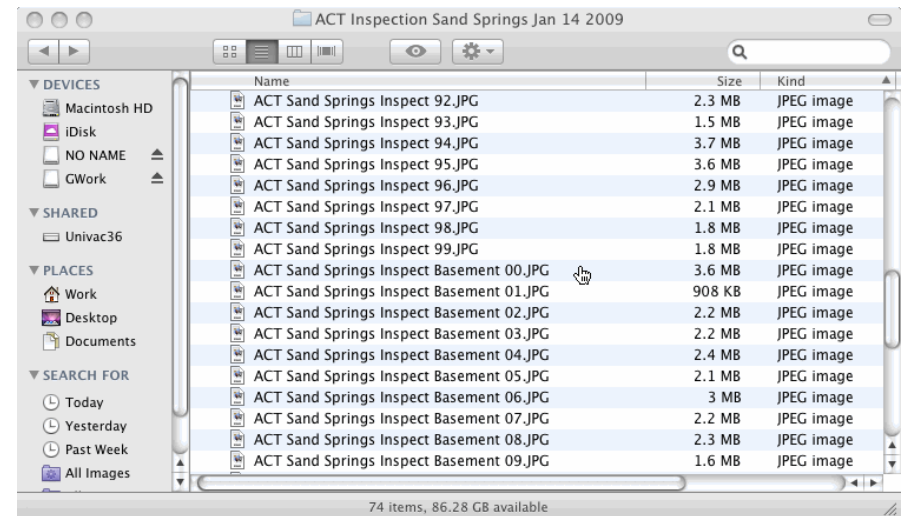 ACT Inspection Sand Springs Jan 14 2009
DEVICES
Macintosh HD
iDisk
NO NAME
GWork
SHARED
Univac36
PLACES
Work
Desktop
Documents
SEARCH FOR
Today
Yesterday
Past Week
All Images
Name Size Kind
ACT Sand Springs Inspect 92.JPG 2.3 MB JPEG image
ACT Sand Springs Inspect 93.JPG 1.5 MB JPEG image
ACT Sand Springs Inspect 94.JPG 3.7 MB JPEG image
ACT Sand Springs Inspect 95.JPG 3.6 MB JPEG image
ACT Sand Springs Inspect 96.JPG 2.9 MB JPEG image
ACT Sand Springs Inspect 97.JPG 2.1 MB JPEG image
ACT Sand Springs Inspect 98.JPG 1.8 MB JPEG image
ACT Sand Springs Inspect 99.JPG 1.8 MB JPEG image
ACT Sand Springs Inspect Basement 00.JPG 3.6 MB JPEG image
ACT Sand Springs Inspect Basement 01.JPG 908 KB JPEG image
ACT Sand Springs Inspect Basement 02.JPG 2.2 MB JPEG image
ACT Sand Springs Inspect Basement 03.JPG 2.2 MB JPEG image
ACT Sand Springs Inspect Basement 04.JPG 2.4 MB JPEG image
ACT Sand Springs Inspect Basement 05.JPG 2.1 MB JPEG image
ACT Sand Springs Inspect Basement 06.JPG 3 MB JPEG image
ACT Sand Springs Inspect Basement 07.JPG 2.2 MB JPEG image
ACT Sand Springs Inspect Basement 08.JPG 2.3 MB JPEG image
ACT Sand Springs Inspect Basement 09.JPG 1.6 MB JPEG image
74 items, 86.28 GB available